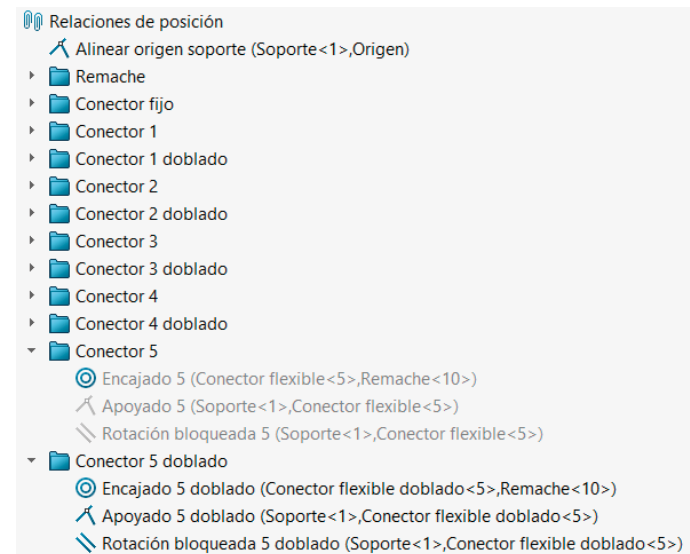 Relaciones de posición
Alinear origen soporte (Soporte<1>,Origen)
Remache
Conector fijo
Conector 1
Conector 1 doblado
Conector 2
Conector 2 doblado
Conector 3
Conector 3 doblado
Conector 4
Conector 4 doblado
Conector 5
Encajado 5 (Conector flexible<5>,Remache<10>)
Apoyado 5 (Soporte<1>,Conector flexible<5>)
Rotación bloqueada 5 (Soporte<1>,Conector flexible<5>)
Conector 5 doblado
Encajado 5 doblado (Conector flexible doblado<5>,Remache<10>)
Apoyado 5 doblado (Soporte<1>,Conector flexible doblado<5>)
Rotación bloqueada 5 doblado (Soporte<1>,Conector flexible doblado<5>)